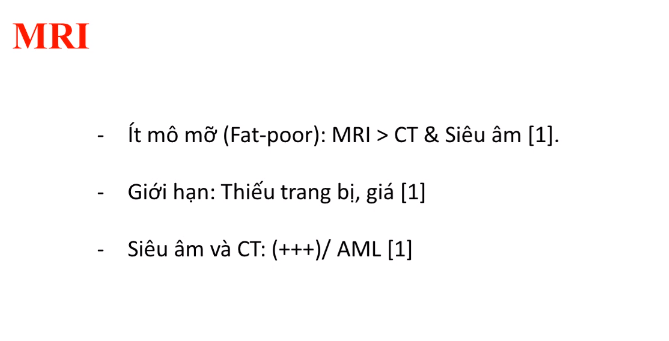 MRI
- Ít mô mỡ (Fat-poor): MRI > CT & Siêu âm [1].
- Giới hạn: Thiếu trang bị, giá [1]
- Siêu âm và CT: (+++)/ AML [1]